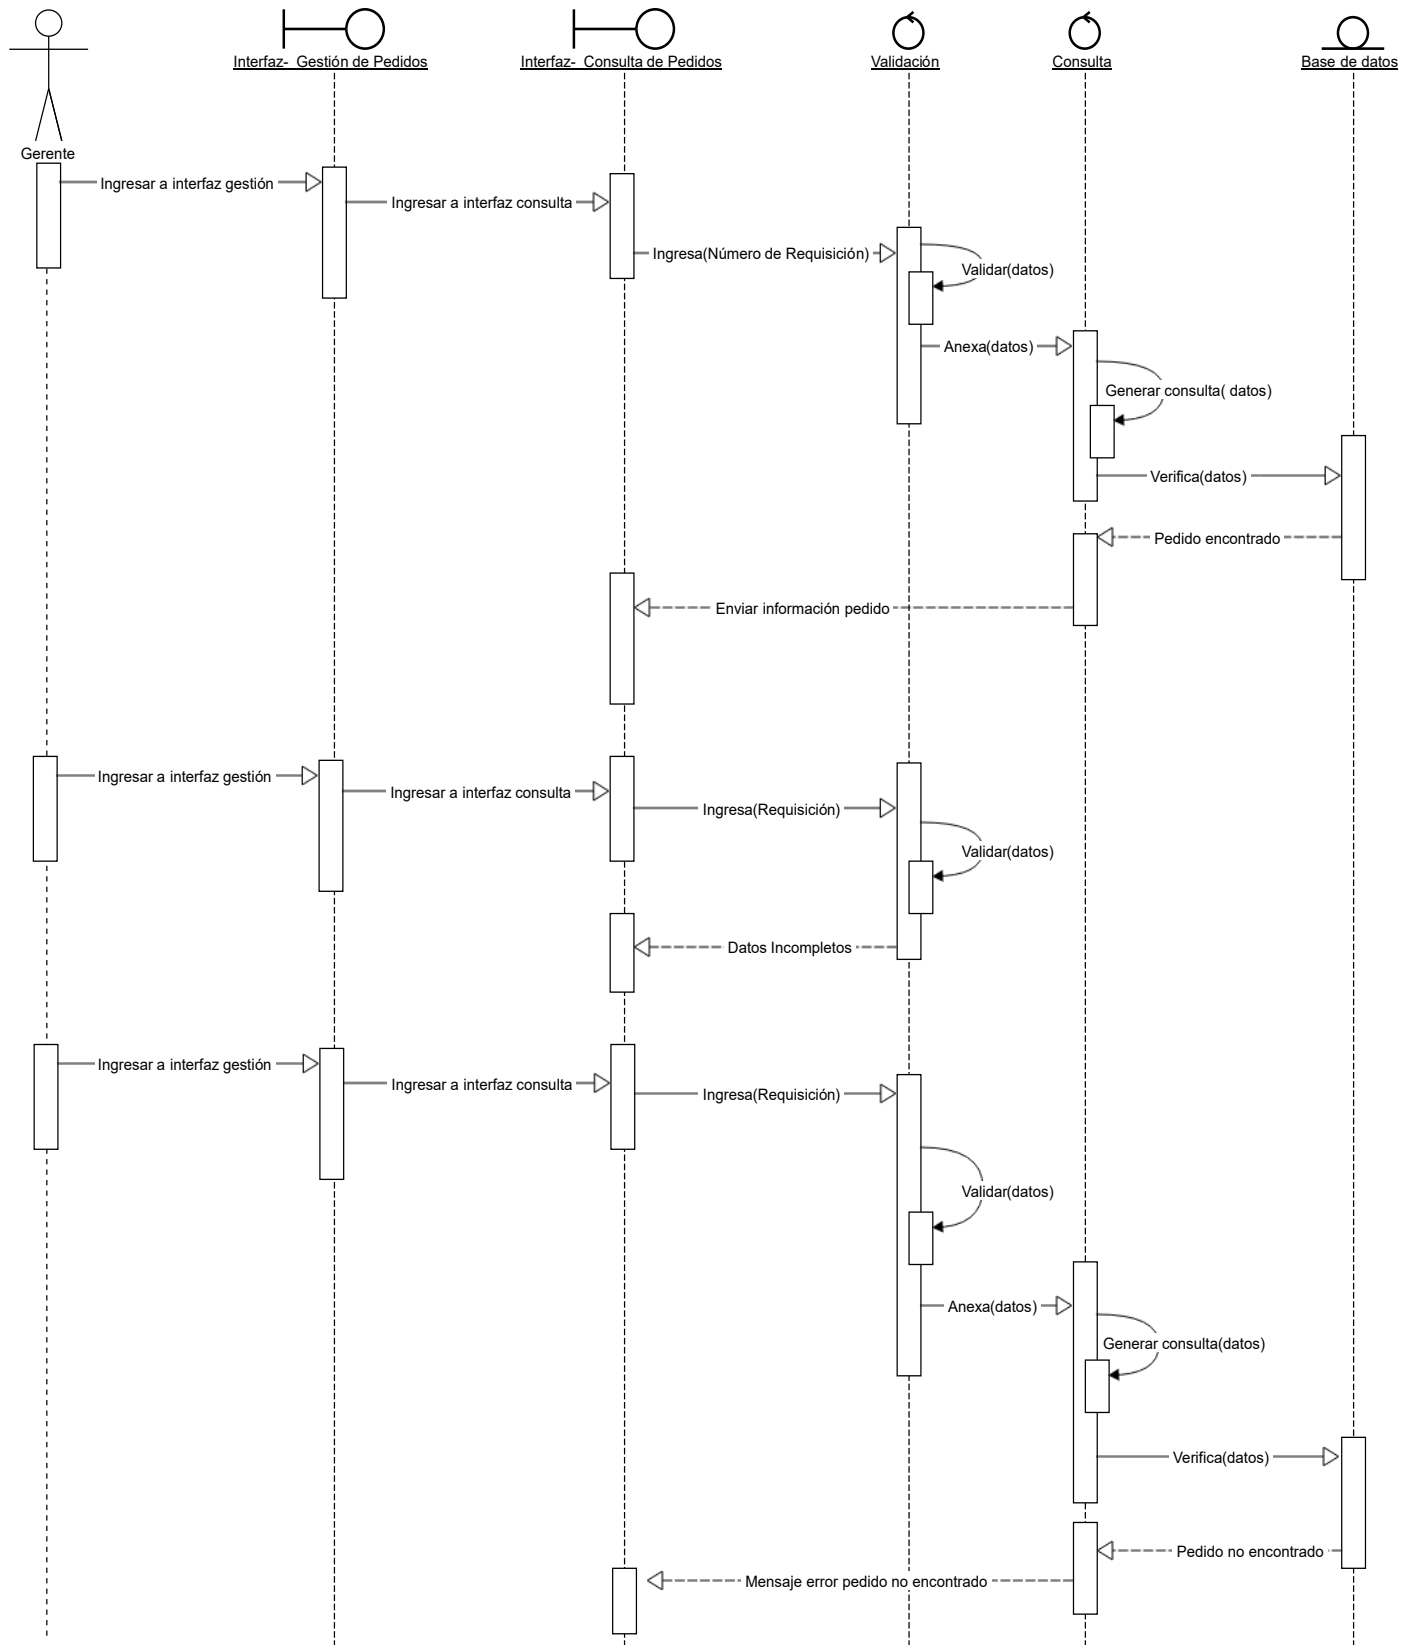 Interfaz-  Gestión de Pedidos
Interfaz-  Consulta de Pedidos
Validación
Consulta
Base de datos
Gerente
Ingresar a interfaz gestión
Ingresar a interfaz consulta
Ingresa(Número de Requisición)
Validar(datos)
Anexa(datos)
Generar consulta( datos)
Verifica(datos)
Pedido encontrado
Enviar información pedido
Ingresar a interfaz gestión
Ingresar a interfaz consulta
Ingresa(Requisición)
Validar(datos)
Datos Incompletos
Ingresar a interfaz gestión
Ingresar a interfaz consulta
Ingresa(Requisición)
Validar(datos)
Anexa(datos)
Generar consulta(datos)
Verifica(datos)
Pedido no encontrado
Mensaje error pedido no encontrado